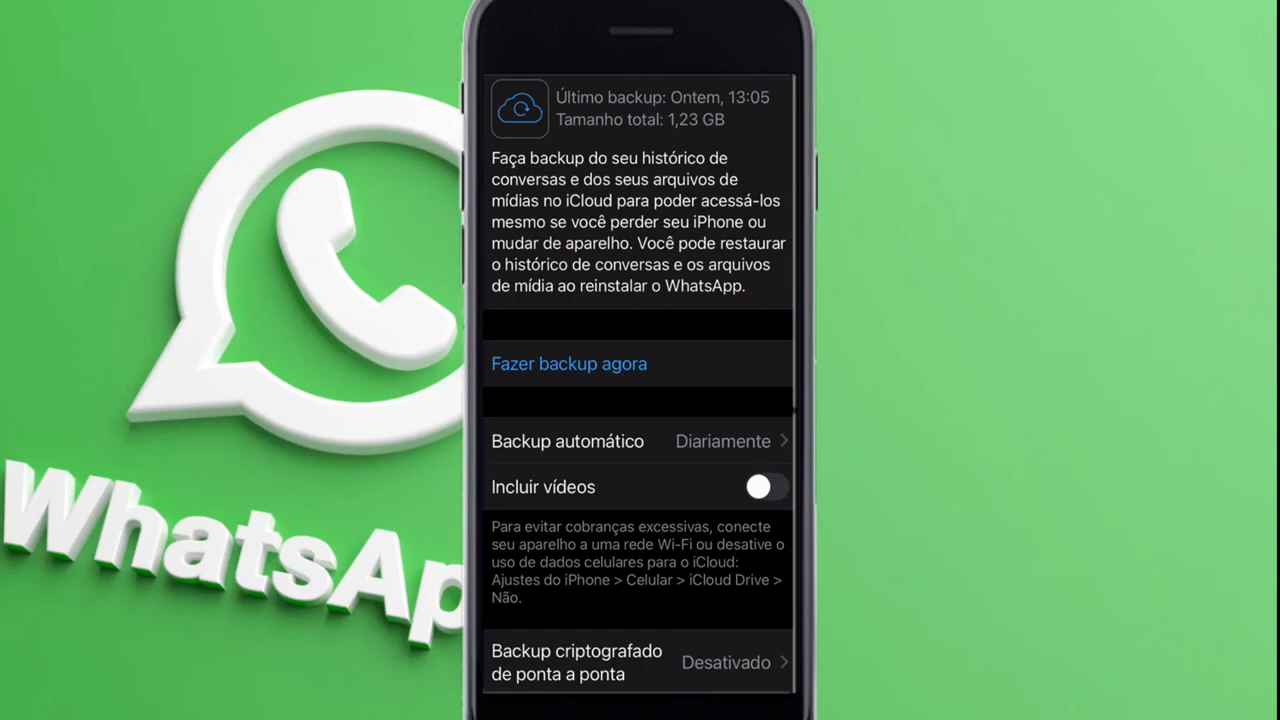 WhatsAp
Último backup: Ontem, 13:05
Tamanho total: 1,23 GB
Faça backup do seu histórico de
conversas e dos seus arquivos de
mídias no iCloud para poder acessá-los
mesmo se você perder seu iPhone ou
mudar de aparelho. Você pode restaurar
o histórico de conversas e os arquivos
de mídia ao reinstalar o WhatsApp.
Fazer backup agora
Backup automático Diariamente
Incluir vídeos
Para evitar cobranças excessivas, conecte
seu aparelho a uma rede Wi-Fi ou desative o
uso de dados celulares para o iCloud:
Ajustes do iPhone > Celular > iCloud Drive >
Não.
Backup criptografado
de ponta a ponta Desativado